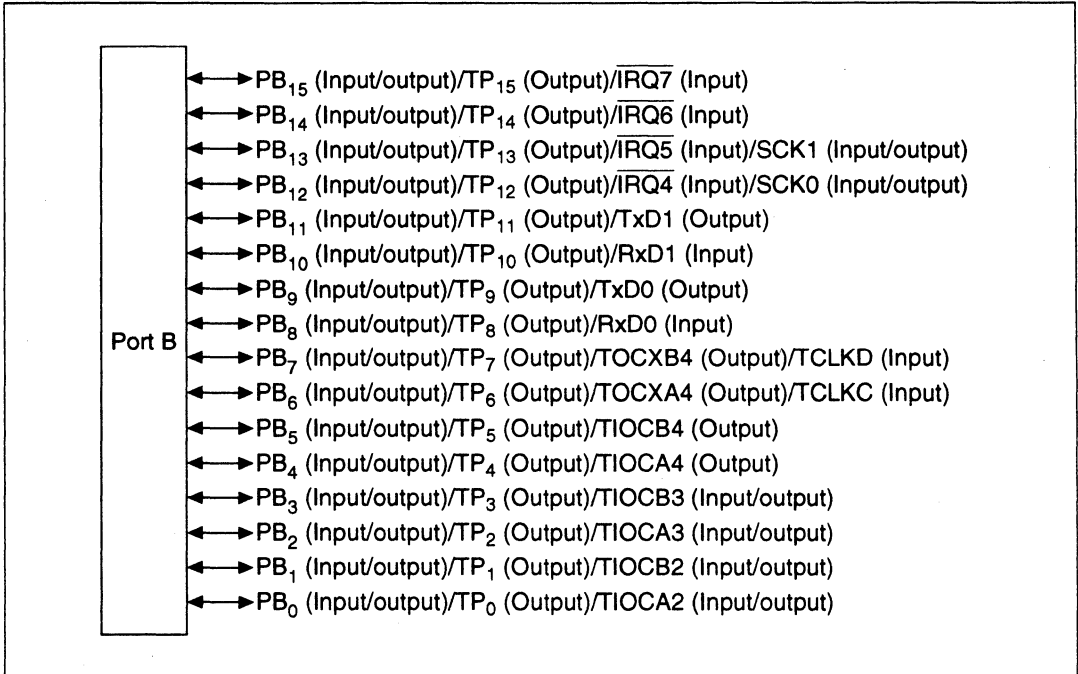 PB₁₅ (Input/output)/TP₁₅ (Output)/I̅R̅Q̅7̅ (Input)
PB₁₄ (Input/output)/TP₁₄ (Output)/I̅R̅Q̅6̅ (Input)
PB₁₃ (Input/output)/TP₁₃ (Output)/I̅R̅Q̅5̅ (Input)/SCK1 (Input/output)
PB₁₂ (Input/output)/TP₁₂ (Output)/I̅R̅Q̅4̅ (Input)/SCK0 (Input/output)
PB₁₁ (Input/output)/TP₁₁ (Output)/TxD1 (Output)
PB₁₀ (Input/output)/TP₁₀ (Output)/RxD1 (Input)
PB₉ (Input/output)/TP₉ (Output)/TxD0 (Output)
PB₈ (Input/output)/TP₈ (Output)/RxD0 (Input)
Port B
PB₇ (Input/output)/TP₇ (Output)/TOCXB4 (Output)/TCLKD (Input)
PB₆ (Input/output)/TP₆ (Output)/TOCXA4 (Output)/TCLKC (Input)
PB₅ (Input/output)/TP₅ (Output)/TIOCB4 (Output)
PB₄ (Input/output)/TP₄ (Output)/TIOCA4 (Output)
PB₃ (Input/output)/TP₃ (Output)/TIOCB3 (Input/output)
PB₂ (Input/output)/TP₂ (Output)/TIOCA3 (Input/output)
PB₁ (Input/output)/TP₁ (Output)/TIOCB2 (Input/output)
PB₀ (Input/output)/TP₀ (Output)/TIOCA2 (Input/output)